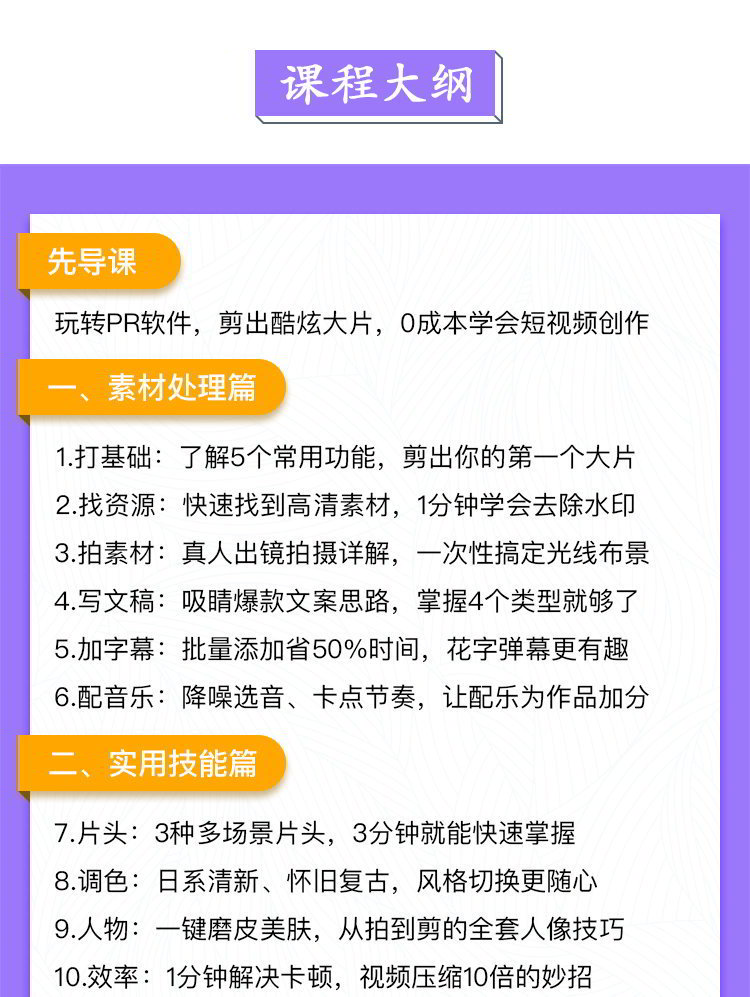 课程大纲
先导课
玩转PR软件，剪出酷炫大片，0成本学会短视频创作
一、素材处理篇
1.打基础：了解5个常用功能，剪出你的第一个大片
2.找资源：快速找到高清素材，1分钟学会去除水印
3.拍素材：真人出镜拍摄详解，一次性搞定光线布景
4.写文稿：吸睛爆款文案思路，掌握4个类型就够了
5.加字幕：批量添加省50%时间，花字弹幕更有趣
6.配音乐：降噪选音、卡点节奏，让配乐为作品加分
二、实用技能篇
7.片头：3种多场景片头，3分钟就能快速掌握
8.调色：日系清新、怀旧复古，风格切换更随心
9.人物：一键磨皮美肤，从拍到剪的全套人像技巧
10.效率：1分钟解决卡顿，视频压缩10倍的妙招